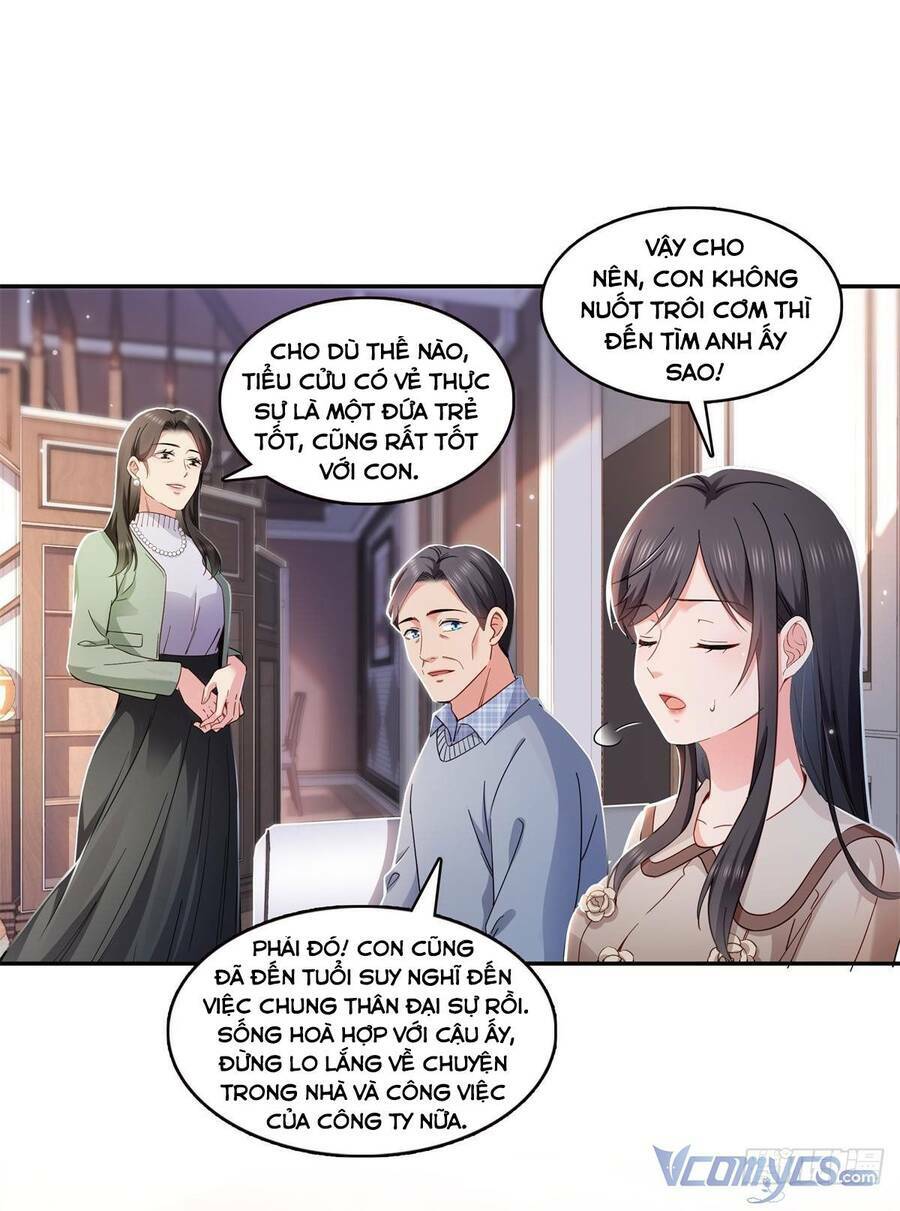 VẬY CHO
NÊN, CON KHÔNG
NUỐT TRÔI CƠM THÌ
ĐẾN TÌM ANH ẤY
SAO!
CHO DÙ THẾ NÀO,
TIỂU CỬU CÓ VẺ THỰC
SỰ LÀ MỘT ĐỨA TRẺ
TỐT, CŨNG RẤT TỐT
VỚI CON.
PHẢI ĐÓ! CON CŨNG
ĐÃ ĐẾN TUỔI SUY NGHĨ ĐẾN
VIỆC CHUNG THÂN ĐẠI SỰ RỒI.
SỐNG HOÀ HỢP VỚI CẬU ẤY,
ĐỪNG LO LẮNG VỀ CHUYỆN
TRONG NHÀ VÀ CÔNG VIỆC
CỦA CÔNG TY NỮA.
Vcomycs
.com